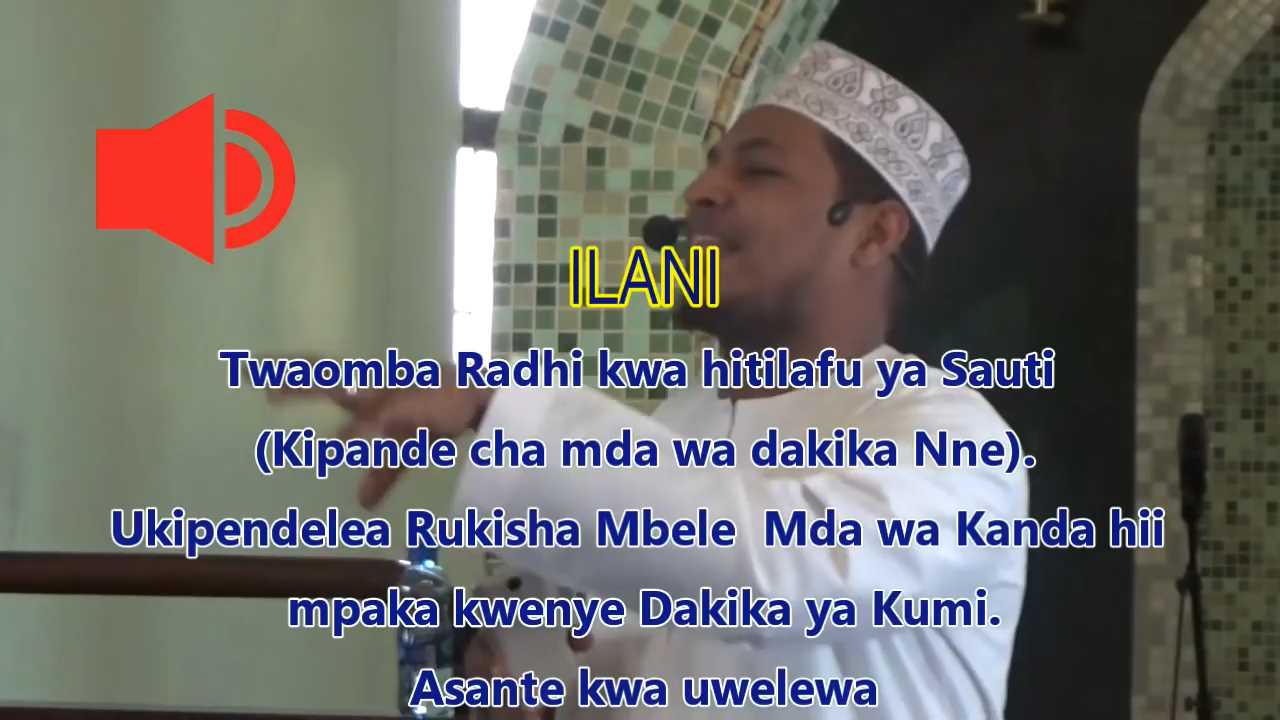 ILANI
Twaomba Radhi kwa hitilafu ya Sauti
(Kipande cha mda wa dakika Nne).
Ukipendelea Rukisha Mbele  Mda wa Kanda hii
mpaka kwenye Dakika ya Kumi.
Asante kwa uwelewa